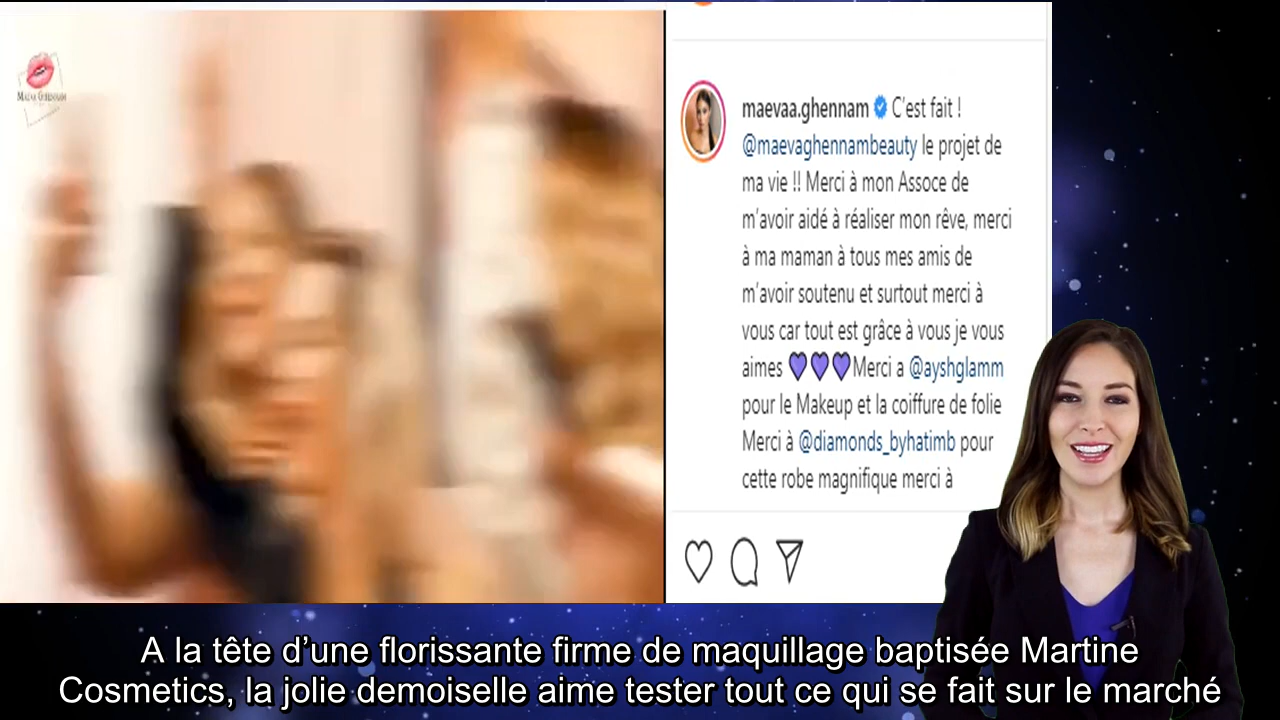 maevaa.ghennam C’est fait !
@maevaghennambeauty le projet de
ma vie !! Merci à mon Assoce de
m’avoir aidé à réaliser mon rêve, merci
à ma maman à tous mes amis de
m’avoir soutenu et surtout merci à
vous car tout est grâce à vous je vous
aimes 💜💜💜Merci a @ayshglamm
pour le Makeup et la coiffure de folie
Merci à @diamonds_byhatimb pour
cette robe magnifique merci à
A la tête d’une florissante firme de maquillage baptisée Martine
Cosmetics, la jolie demoiselle aime tester tout ce qui se fait sur le marché